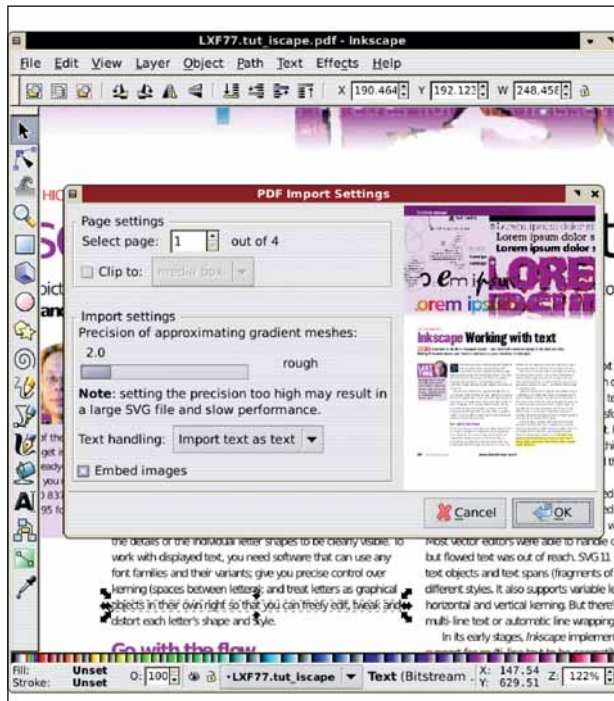 LXF77.tut_iscape.pdf - Inkscape
File Edit View Layer Object Path Text Effects Help
X 190.464 Y 192.123 W 248.458
PDF Import Settings
Page settings
Select page: 1 out of 4
Clip to: media box
Import settings
Precision of approximating gradient meshes:
2.0
rough
Note: setting the precision too high may result in
a large SVG file and slow performance.
Text handling: Import text as text
Embed images
Cancel OK
Lorem ipsum dolor s
Lorem ipsum dolor
Inkscape Working with text
LAST TIME
the details of the individual letter shapes to be clearly visible. To
work with displayed text, you need software that can use any
font families and their variants; give you precise control over
kerning (spaces between letters); and treat letters as graphical
objects in their own right so that you can freely edit, tweak and
distort each letter's shape and style.
Go with the flow
Most vector editors were able to handle
but flowed text was out of reach. SVG 1.1
text objects and text spans (fragments of
different styles. It also supports variable le
horizontal and vertical kerning. But there
multi-line text or automatic line wrapping
In its early stages, Inkscape implemen
Fill: Unset
Stroke: Unset
O: 100
LXF77.tut_iscape
Text (Bitstream .
X: 147.54
Y: 629.51
Z: 122%